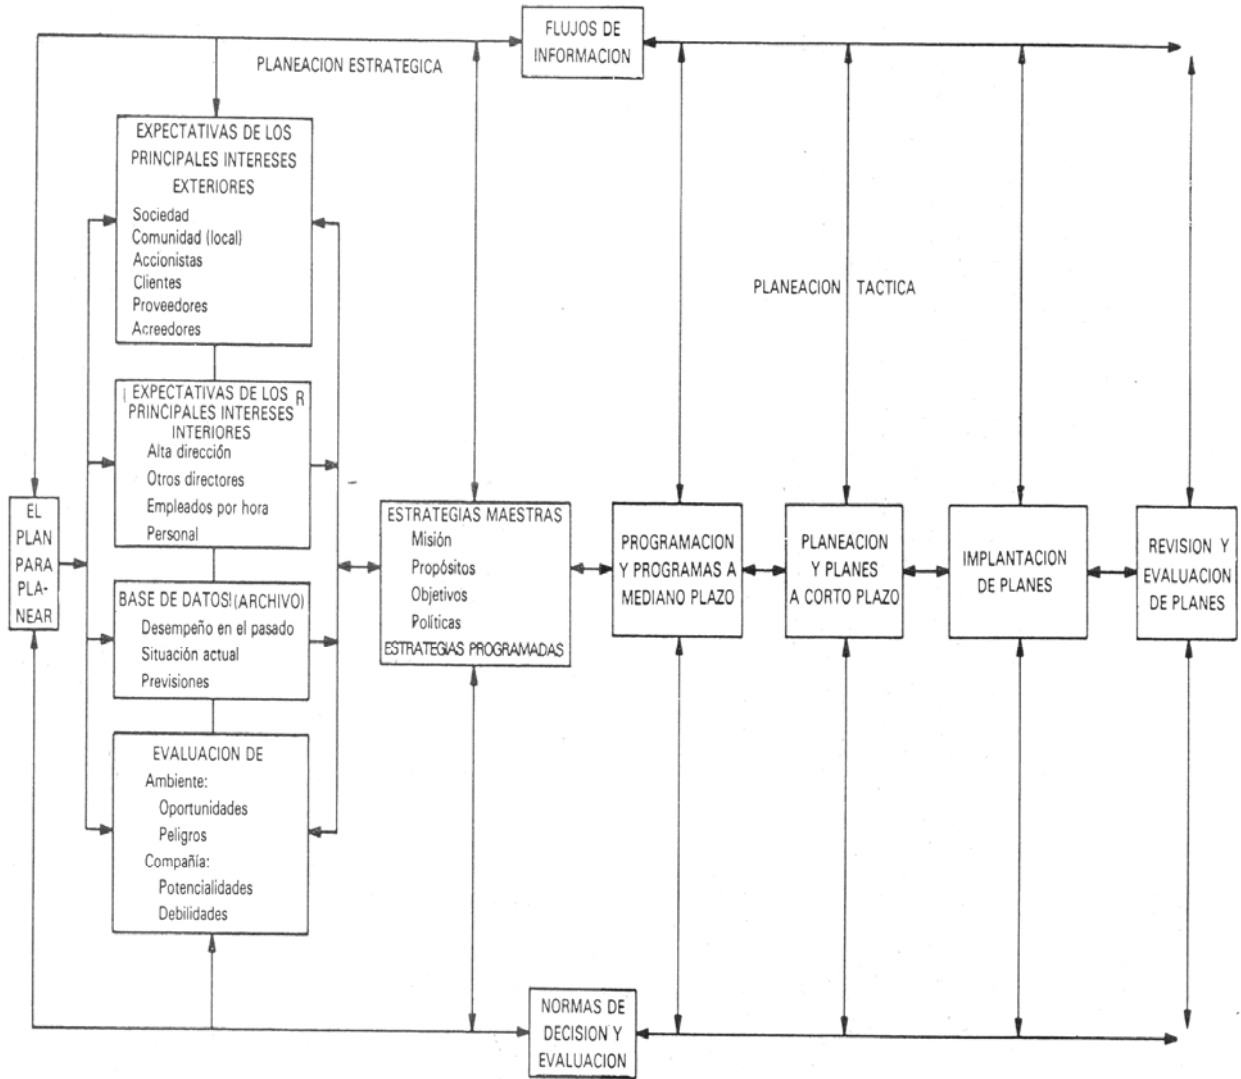 FLUJOS DE
INFORMACION
PLANEACION ESTRATEGICA
EXPECTATIVAS DE LOS
PRINCIPALES INTERESES
EXTERIORES
Sociedad
Comunidad (local)
Accionistas
Clientes
Proveedores
Acreedores
PLANEACION TACTICA
EXPECTATIVAS DE LOS R
PRINCIPALES INTERESES
INTERIORES
Alta dirección
Otros directores
Empleados por hora
Personal
EL
PLAN
PARA
PLA-
NEAR
ESTRATEGIAS MAESTRAS
Misión
Propósitos
Objetivos
Políticas
ESTRATEGIAS PROGRAMADAS
PROGRAMACION
Y PROGRAMAS A
MEDIANO PLAZO
PLANEACION
Y PLANES
A CORTO PLAZO
IMPLANTACION
DE PLANES
REVISION Y
EVALUACION
DE PLANES
BASE DE DATOS (ARCHIVO)
Desempeño en el pasado
Situación actual
Previsiones
EVALUACION DE
Ambiente:
Oportunidades
Peligros
Compañía:
Potencialidades
Debilidades
NORMAS DE
DECISION Y
EVALUACION